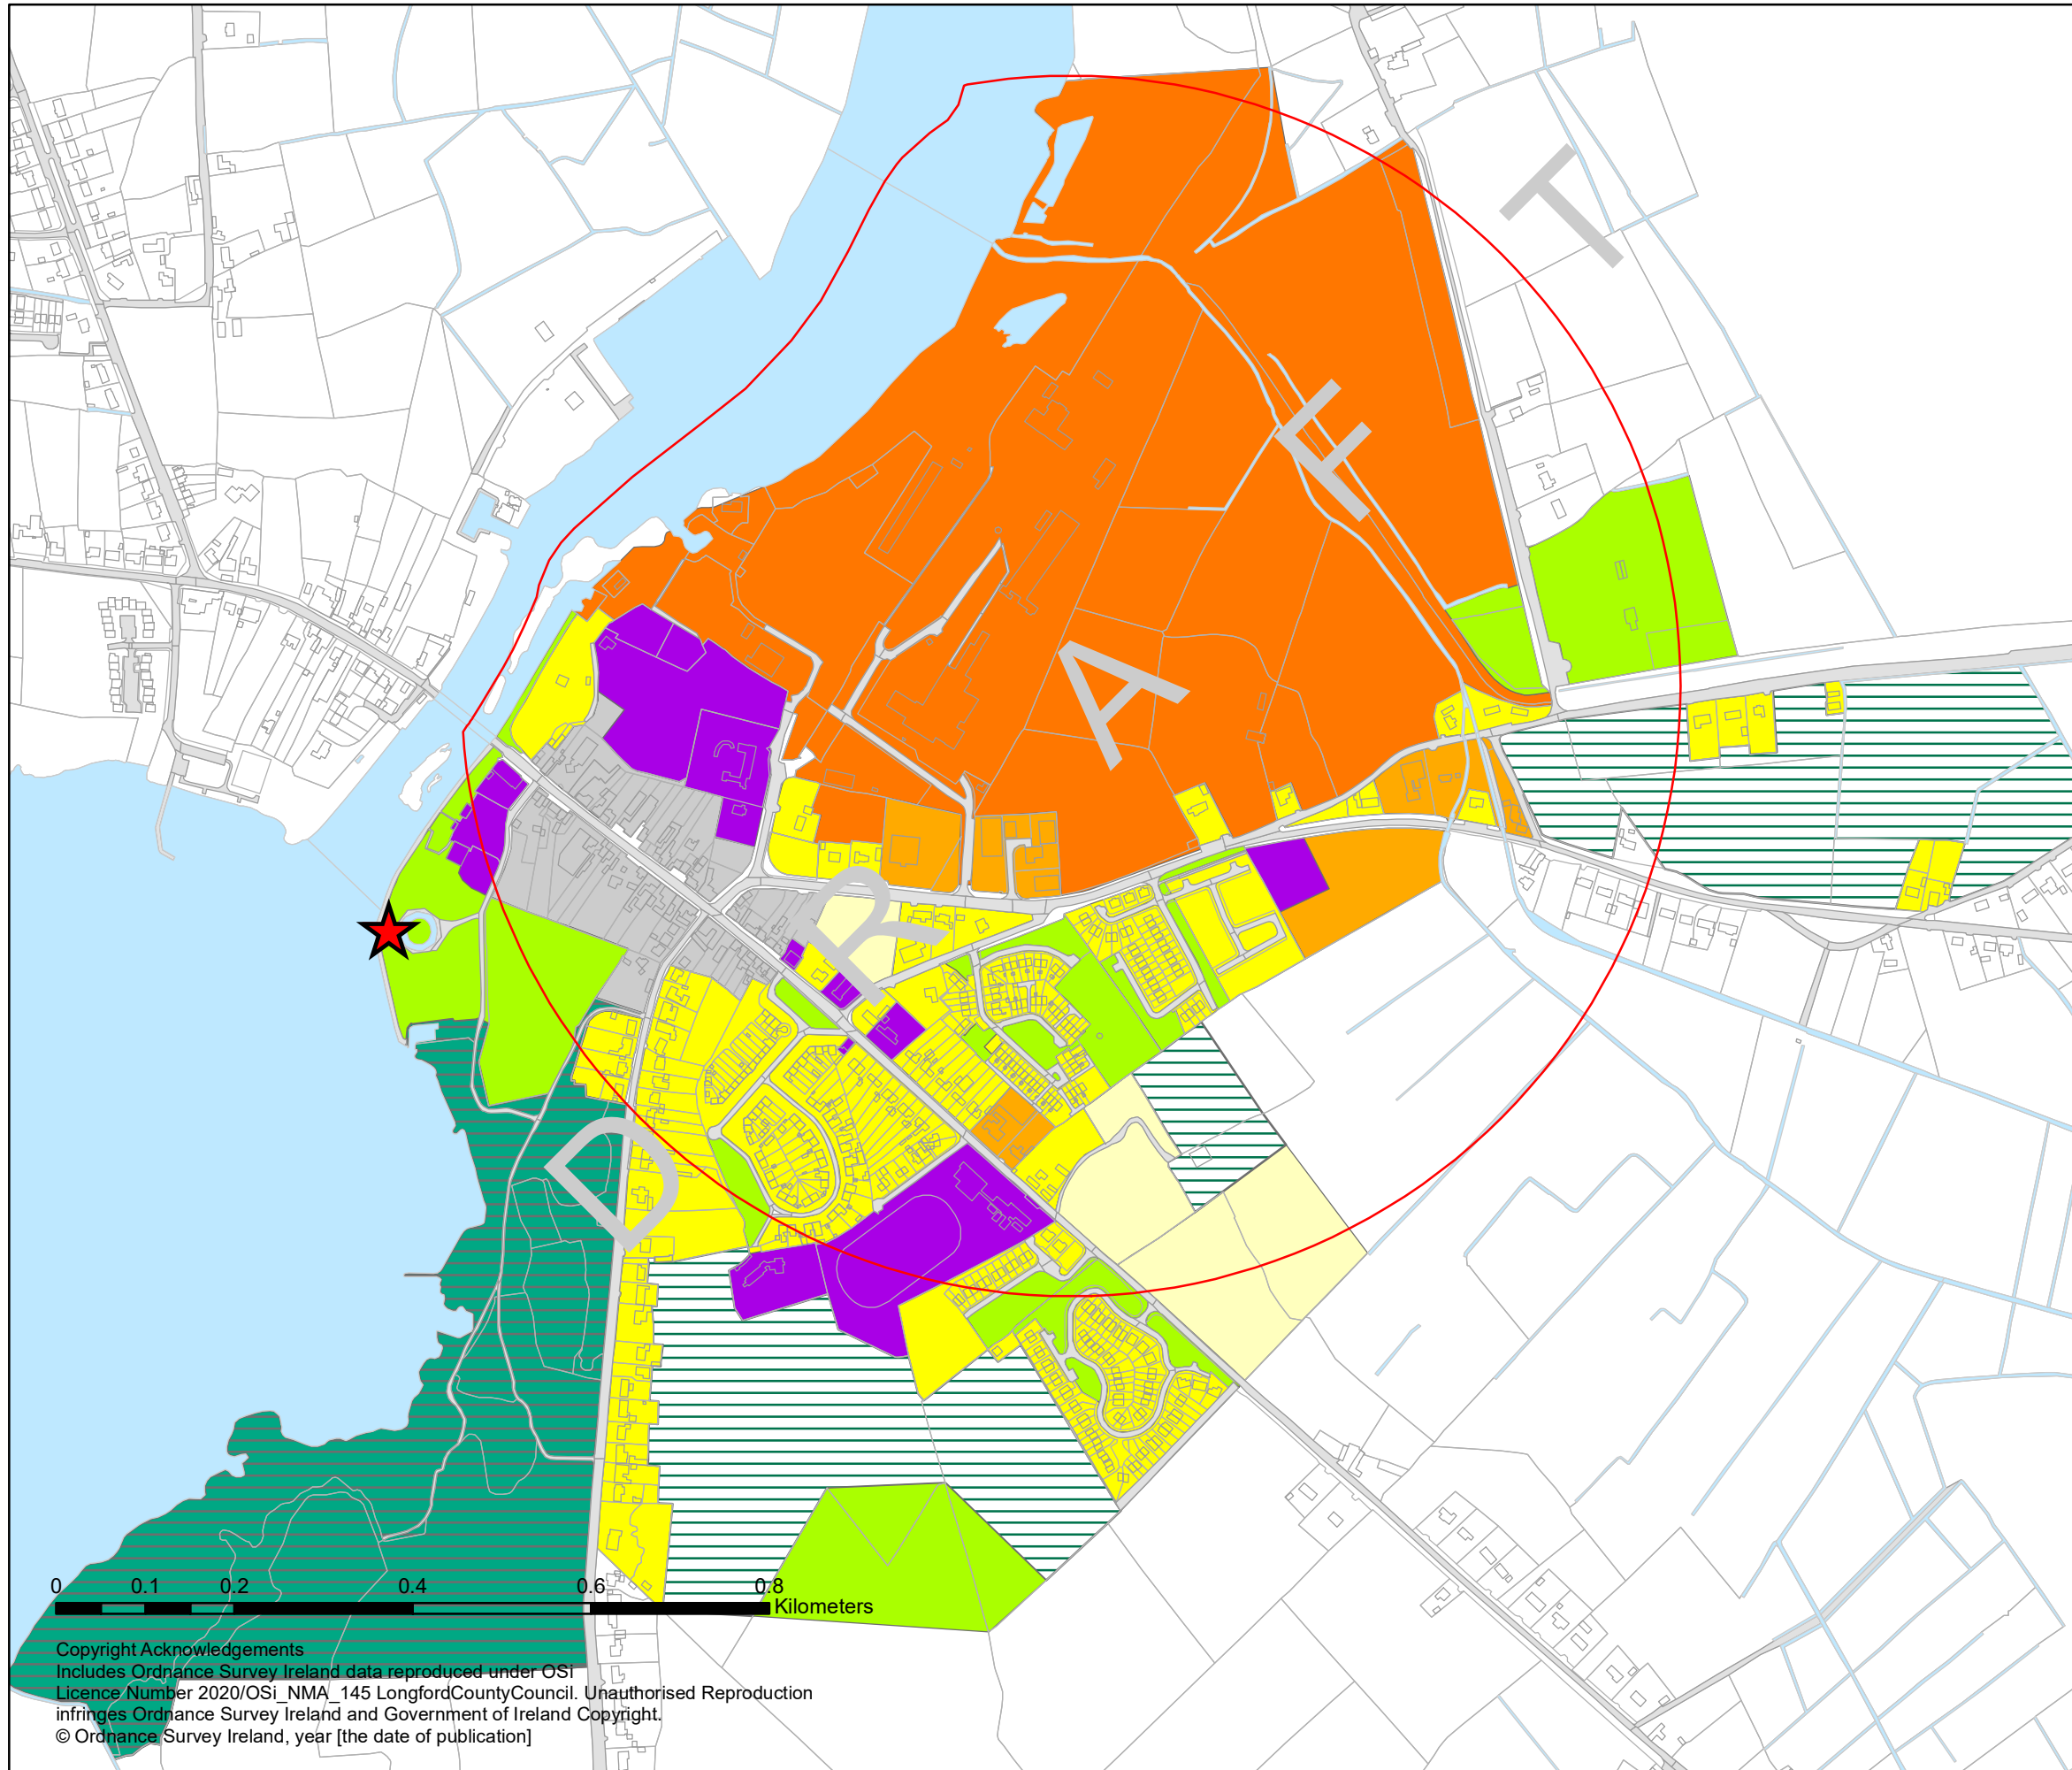 DRAFT
0 0.1 0.2 0.4 0.6 0.8
Kilometers
Copyright Acknowledgements
Includes Ordnance Survey Ireland data reproduced under OSi
Licence Number 2020/OSi_NMA_145 LongfordCountyCouncil. Unauthorised Reproduction
infringes Ordnance Survey Ireland and Government of Ireland Copyright.
© Ordnance Survey Ireland, year [the date of publication]